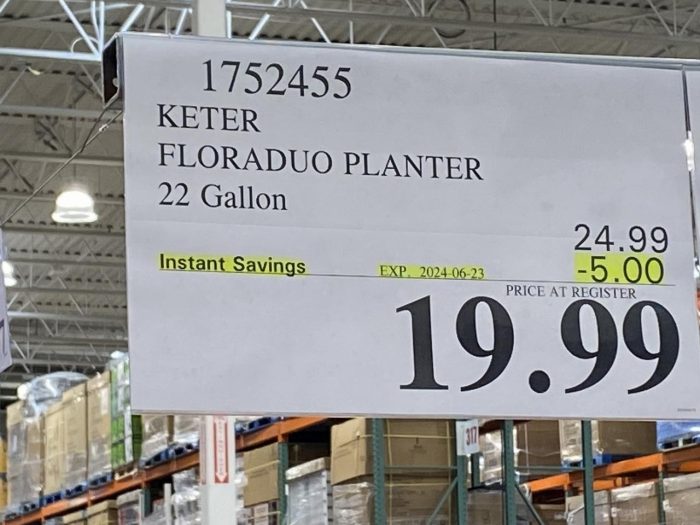 1752455
KETER
FLORADUO PLANTER
22 Gallon
24.99
Instant Savings EXP. 2024-06-23 -5.00
PRICE AT REGISTER
19.99
317